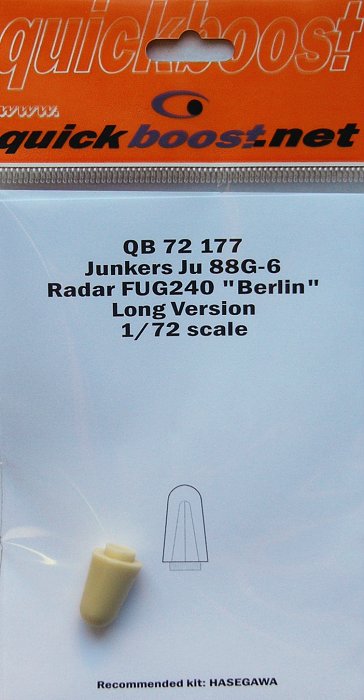 quickboost
www.
quickboost.net
QB 72 177
Junkers Ju 88G-6
Radar FUG240 "Berlin"
Long Version
1/72 scale
Recommended kit: HASEGAWA